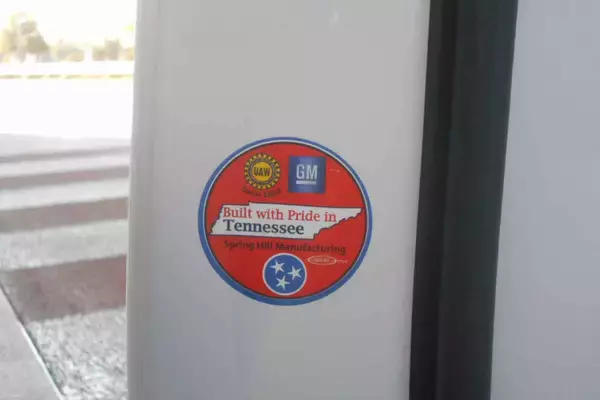 UAW
GM
Built with Pride in
Tennessee
Spring Hill Manufacturing